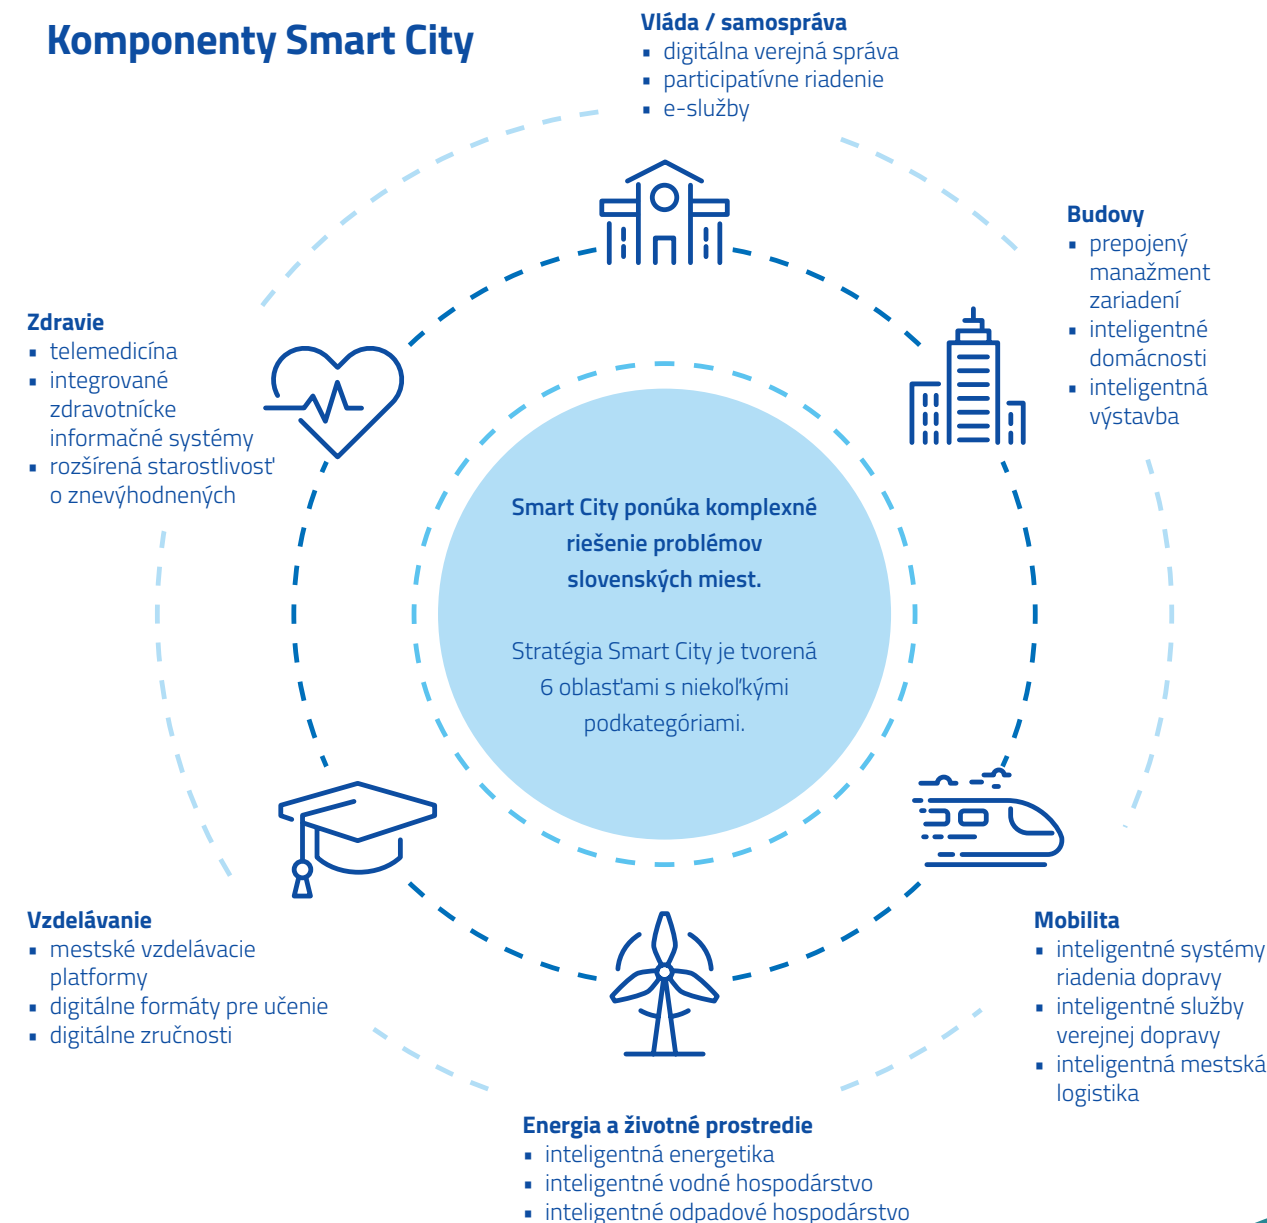 Komponenty Smart City
Vláda / samospráva
▪ digitálna verejná správa
▪ participatívne riadenie
▪ e-služby
Budovy
▪ prepojený
manažment
zariadení
▪ inteligentné
domácnosti
▪ inteligentná
výstavba
Zdravie
▪ telemedicína
▪ integrované
zdravotnícke
informačné systémy
▪ rozšírená starostlivosť
o znevýhodnených
Smart City ponúka komplexné
riešenie problémov
slovenských miest.
Stratégia Smart City je tvorená
6 oblasťami s niekoľkými
podkategóriami.
Vzdelávanie
▪ mestské vzdelávacie
platformy
▪ digitálne formáty pre učenie
▪ digitálne zručnosti
Mobilita
▪ inteligentné systémy
riadenia dopravy
▪ inteligentné služby
verejnej dopravy
▪ inteligentná mestská
logistika
Energia a životné prostredie
▪ inteligentná energetika
▪ inteligentné vodné hospodárstvo
▪ inteligentné odpadové hospodárstvo